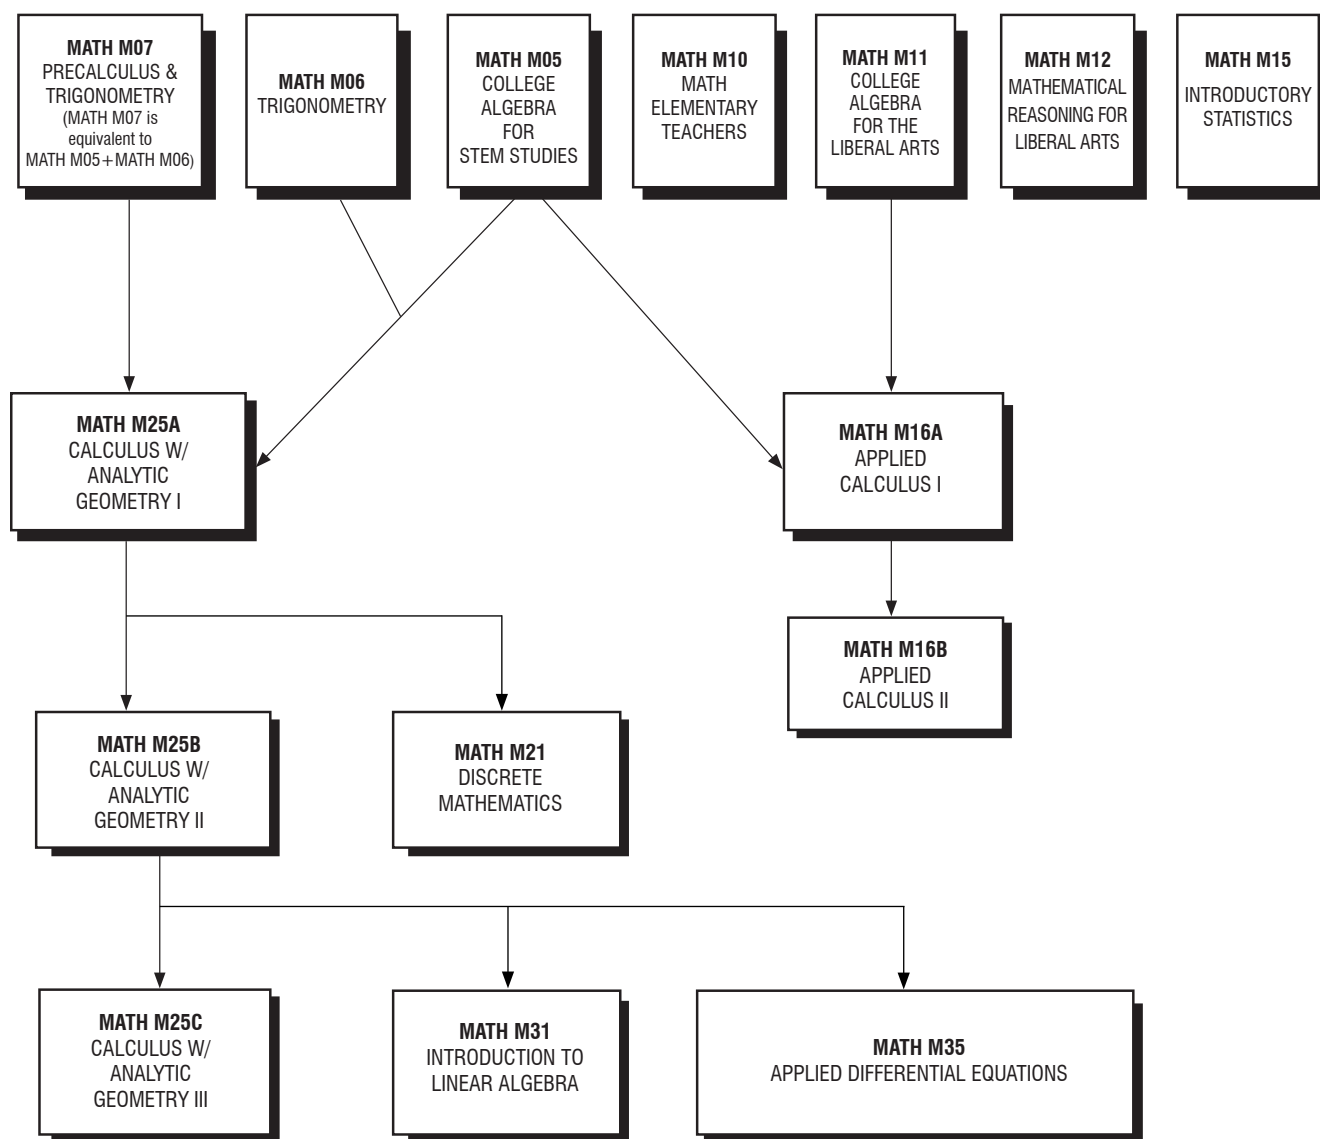 MATH M07
PRECALCULUS &
TRIGONOMETRY
(MATH M07 is
equivalent to
MATH M05+MATH M06)
MATH M06
TRIGONOMETRY
MATH M05
COLLEGE
ALGEBRA
FOR
STEM STUDIES
MATH M10
MATH
ELEMENTARY
TEACHERS
MATH M11
COLLEGE
ALGEBRA
FOR THE
LIBERAL ARTS
MATH M12
MATHEMATICAL
REASONING FOR
LIBERAL ARTS
MATH M15
INTRODUCTORY
STATISTICS
MATH M25A
CALCULUS W/
ANALYTIC
GEOMETRY I
MATH M16A
APPLIED
CALCULUS I
MATH M16B
APPLIED
CALCULUS II
MATH M25B
CALCULUS W/
ANALYTIC
GEOMETRY II
MATH M21
DISCRETE
MATHEMATICS
MATH M25C
CALCULUS W/
ANALYTIC
GEOMETRY III
MATH M31
INTRODUCTION TO
LINEAR ALGEBRA
MATH M35
APPLIED DIFFERENTIAL EQUATIONS